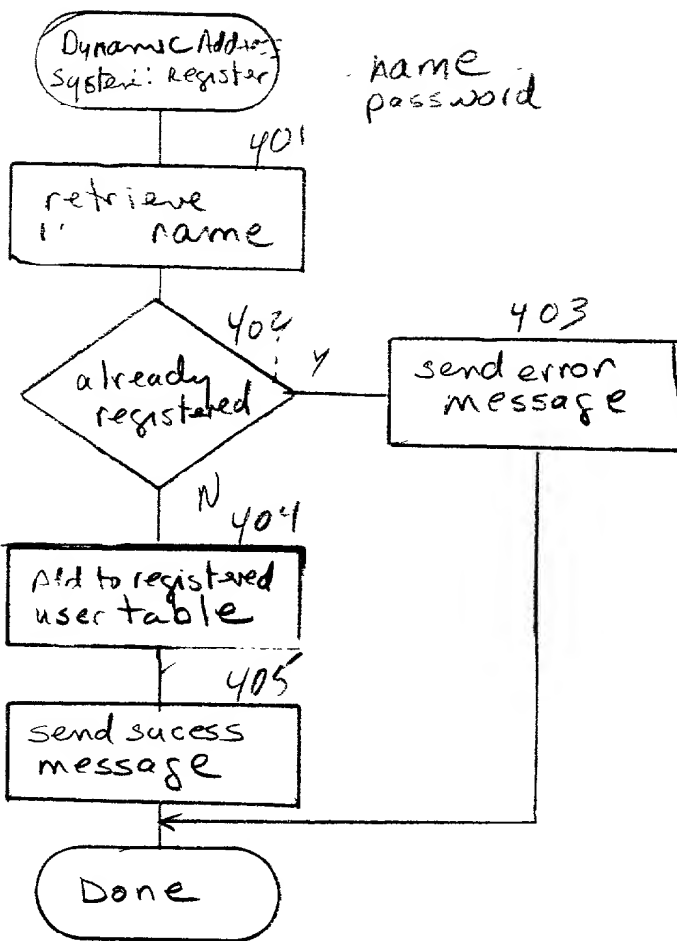 Dynamic Address
System: Register
name
password
401
retrieve
name
402
already
registered
Y
403
send error
message
N
404
Add to registered
user table
405
send sucess
message
Done